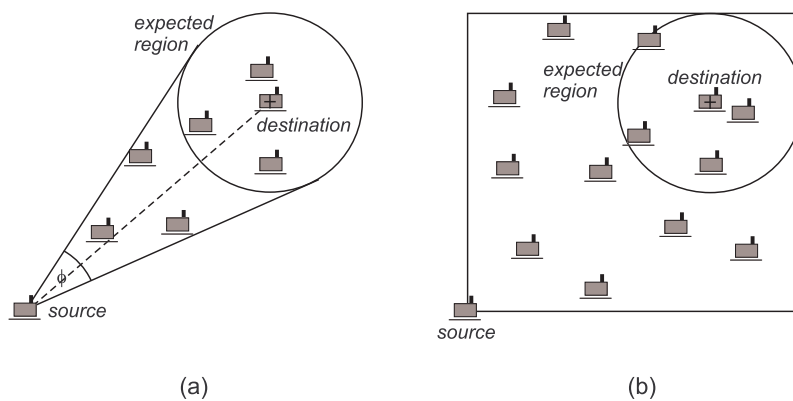 expected
region
destination
ϕ
source
(a)
expected
region
destination
source
(b)